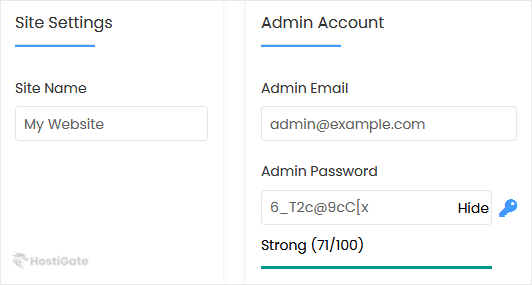 Site Settings
Site Name
My Website
HostiGate
Admin Account
Admin Email
admin@example.com
Admin Password
6_T2c@9cC[x Hide
Strong (71/100)